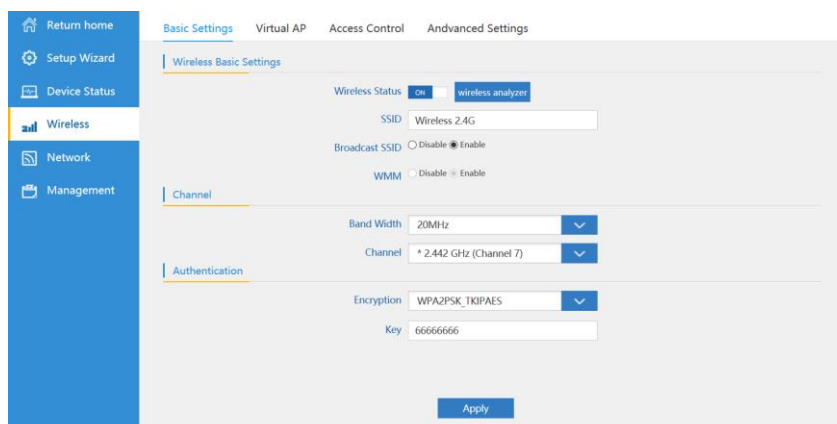 Return home
Setup Wizard
Device Status
Wireless
Network
Management
Basic Settings Virtual AP Access Control Andvanced Settings
Wireless Basic Settings
Wireless Status ON wireless analyzer
SSID Wireless 2.4G
Broadcast SSID Disable Enable
WMM Disable Enable
Channel
Band Width 20MHz
Channel * 2.442 GHz (Channel 7)
Authentication
Encryption WPA2PSK_TKIPAES
Key 66666666
Apply